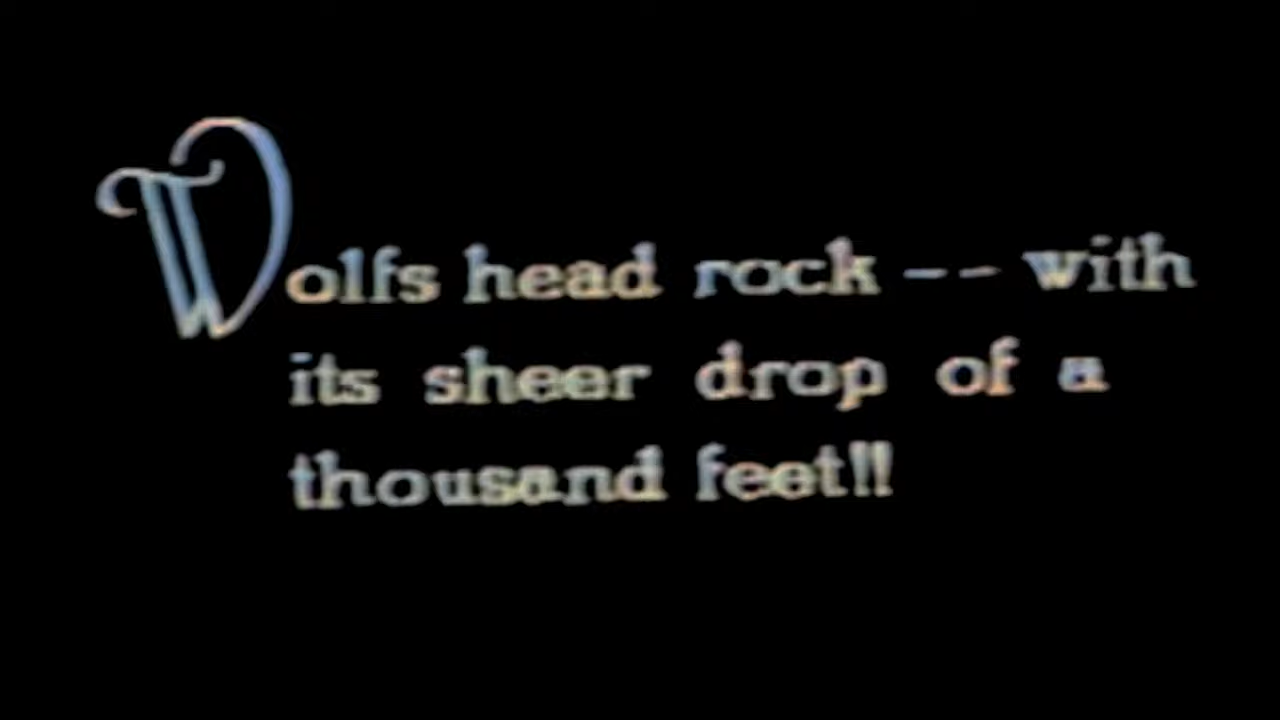 Wolfs head rock -- with
its sheer drop of a
thousand feet!!